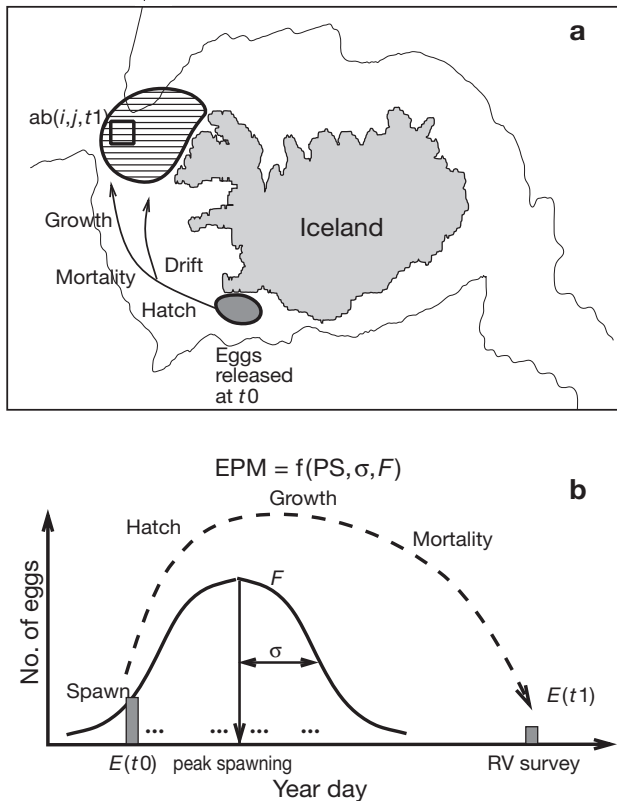 a
ab(i,j,t1)
Growth
Iceland
Drift
Mortality
Hatch
Eggs
released
at t0
EPM = f(PS, σ, F)
b
Growth
Hatch
Mortality
No. of eggs
F
σ
Spawn
E(t1)
... ... ... ...
E(t0) peak spawning RV survey
Year day